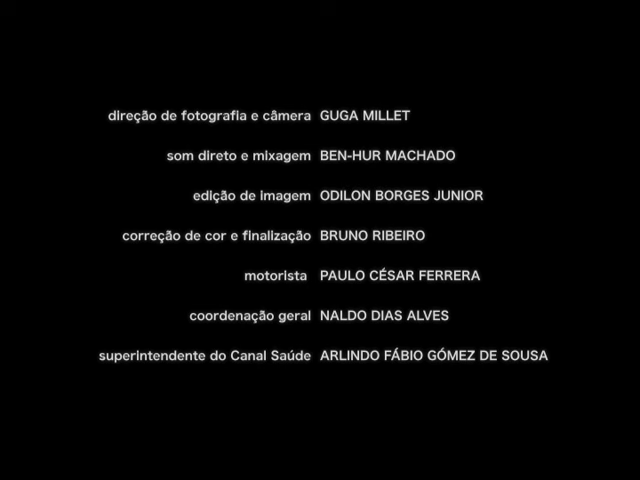 direção de fotografia e câmera GUGA MILLET
som direto e mixagem BEN-HUR MACHADO
edição de imagem ODILON BORGES JUNIOR
correção de cor e finalização BRUNO RIBEIRO
motorista PAULO CÉSAR FERRERA
coordenação geral NALDO DIAS ALVES
superintendente do Canal Saúde ARLINDO FÁBIO GÓMEZ DE SOUSA